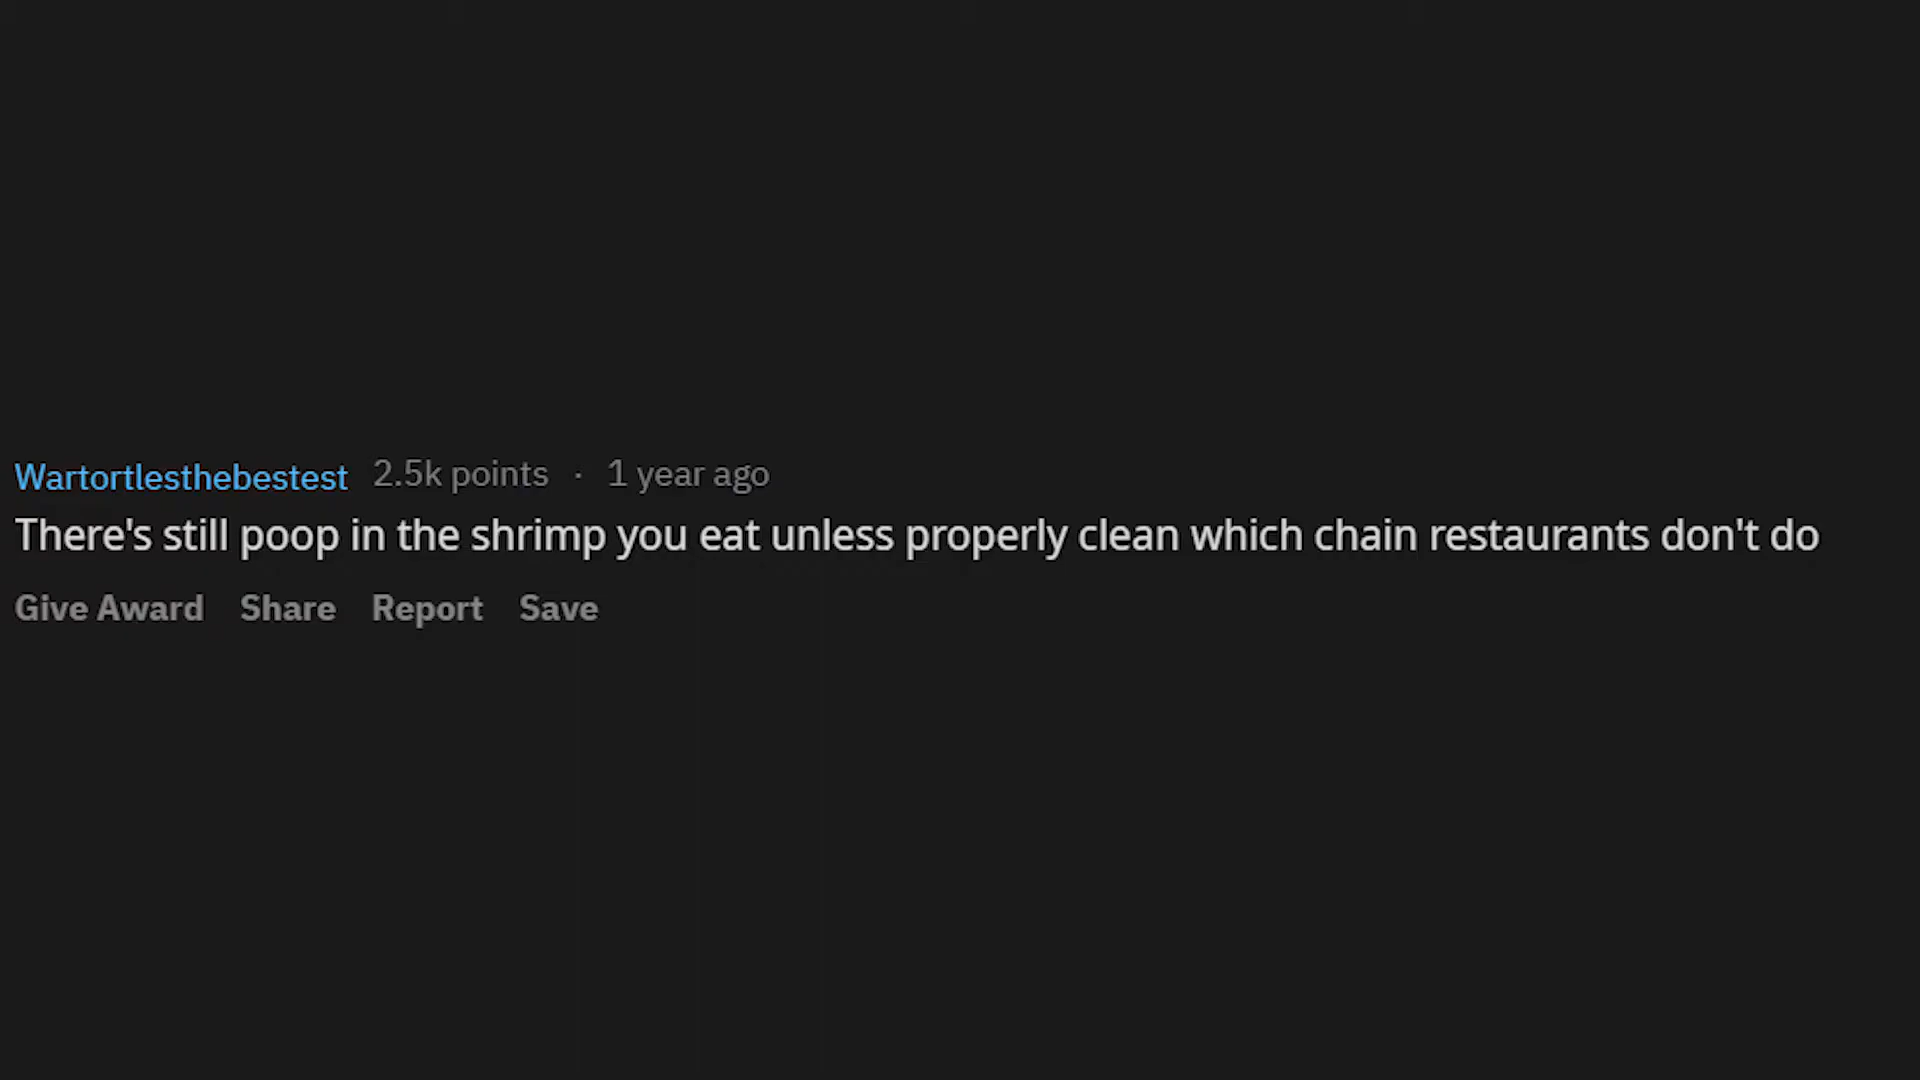 Wartortlesthebestest 2.5k points · 1 year ago
There's still poop in the shrimp you eat unless properly clean which chain restaurants don't do
Give Award Share Report Save